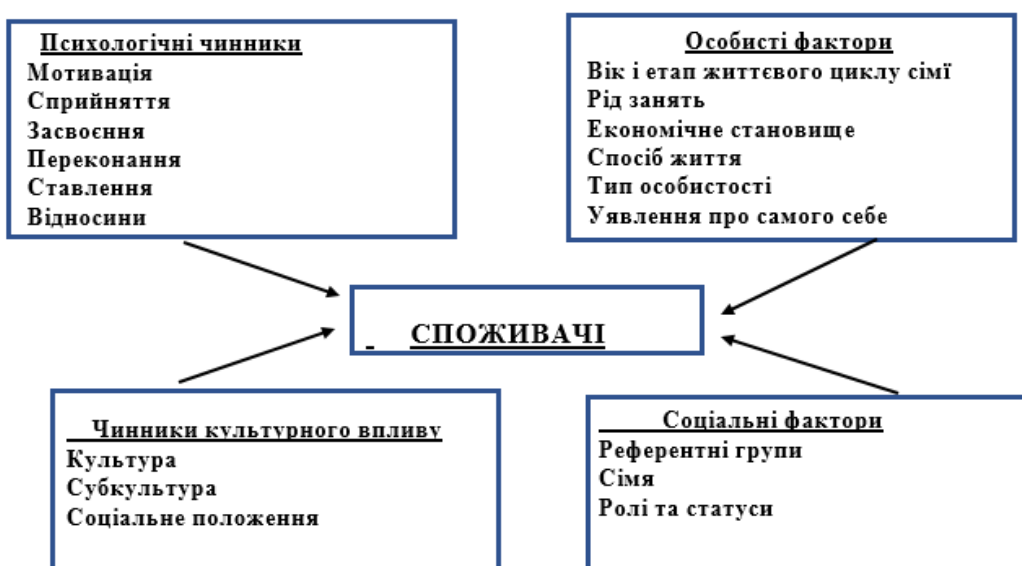 Психологічні чинники
Мотивація
Сприйняття
Засвоєння
Переконання
Ставлення
Відносини
Особисті фактори
Вік і етап життєвого циклу сімї
Рід занять
Економічне становище
Спосіб життя
Тип особистості
Уявлення про самого себе
СПОЖИВАЧІ
Чинники культурного впливу
Культура
Субкультура
Соціальне положення
Соціальні фактори
Референтні групи
Сімя
Ролі та статуси